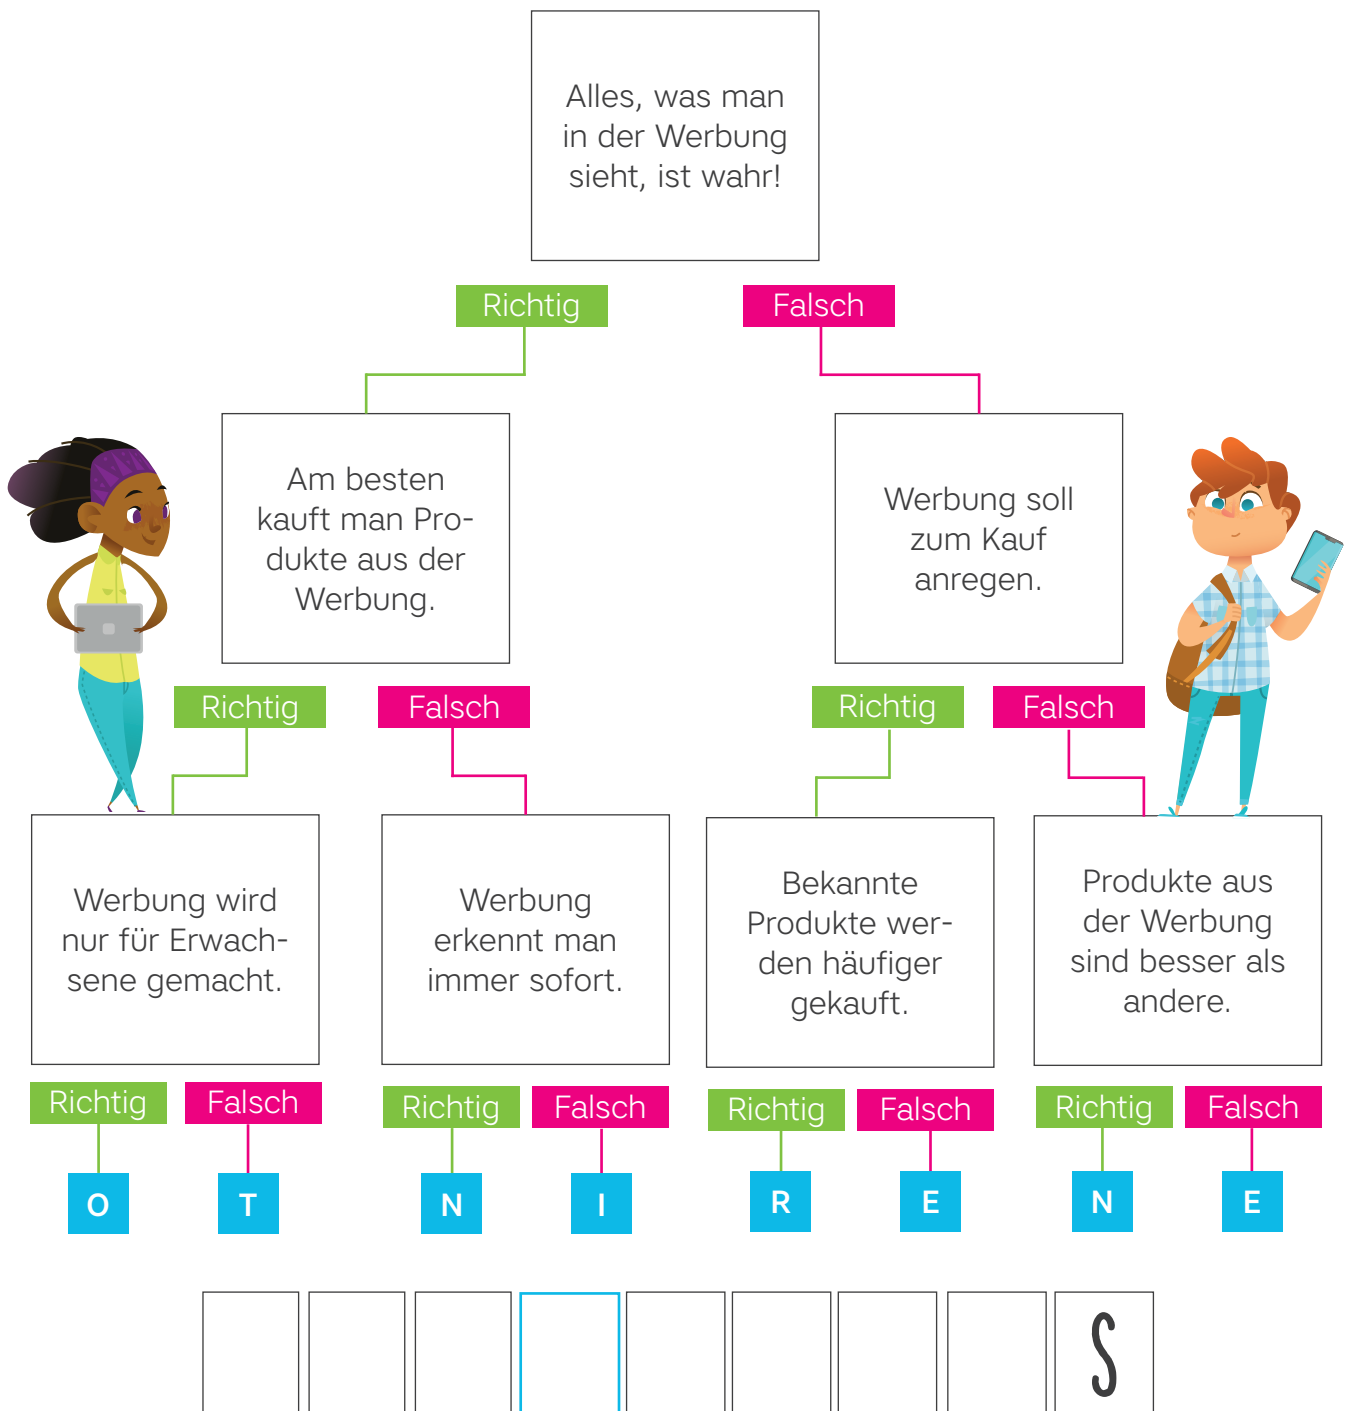 Alles, was man
in der Werbung
sieht, ist wahr!
Richtig
Falsch
Am besten
kauft man Pro-
dukte aus der
Werbung.
Werbung soll
zum Kauf
anregen.
Richtig
Falsch
Richtig
Falsch
Werbung wird
nur für Erwach-
sene gemacht.
Werbung
erkennt man
immer sofort.
Bekannte
Produkte wer-
den häufiger
gekauft.
Produkte aus
der Werbung
sind besser als
andere.
Richtig
Falsch
Richtig
Falsch
Richtig
Falsch
Richtig
Falsch
O
T
N
I
R
E
N
E
S